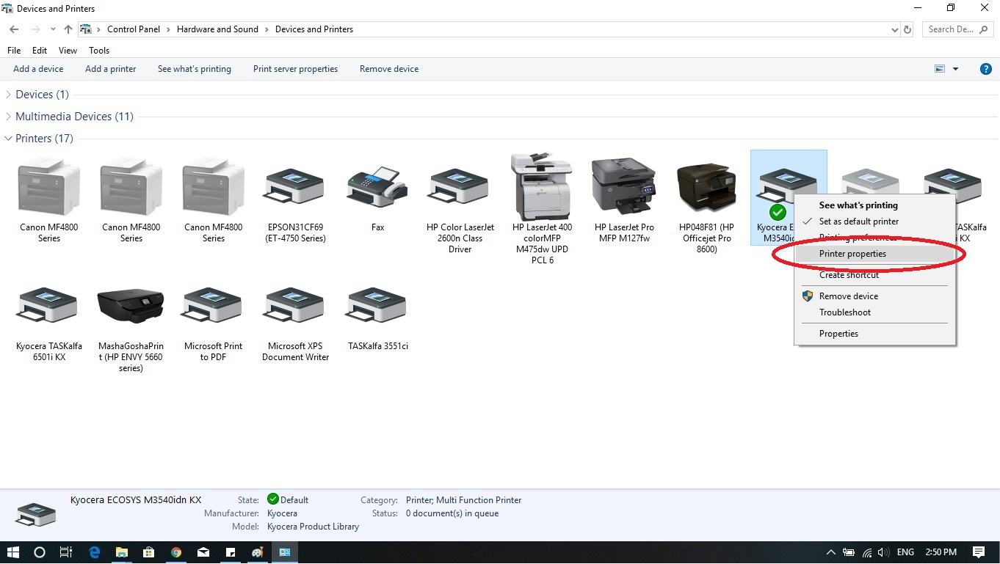 Devices and Printers
Control Panel > Hardware and Sound > Devices and Printers
Search De...
File Edit View Tools
Add a device Add a printer See what's printing Print server properties Remove device
Devices (1)
Multimedia Devices (11)
Printers (17)
Canon MF4800
Series
Canon MF4800
Series
Canon MF4800
Series
EPSON31CF69
(ET-4750 Series)
Fax
HP Color LaserJet
2600n Class
Driver
HP LaserJet 400
colorMFP
M475dw UPD
PCL 6
HP LaserJet Pro
MFP M127fw
HP048F81 (HP
Officejet Pro
8600)
Kyocera E
M3540id
TASKalfa
i KX
See what's printing
Set as default printer
Printing preferences
Printer properties
Create shortcut
Remove device
Troubleshoot
Properties
Kyocera TASKalfa
6501i KX
MashaGoshaPrin
t (HP ENVY 5660
series)
Microsoft Print
to PDF
Microsoft XPS
Document Writer
TASKalfa 3551ci
Kyocera ECOSYS M3540idn KX
State: Default
Manufacturer: Kyocera
Model: Kyocera Product Library
Category: Printer; Multi Function Printer
Status: 0 document(s) in queue
ENG 2:50 PM